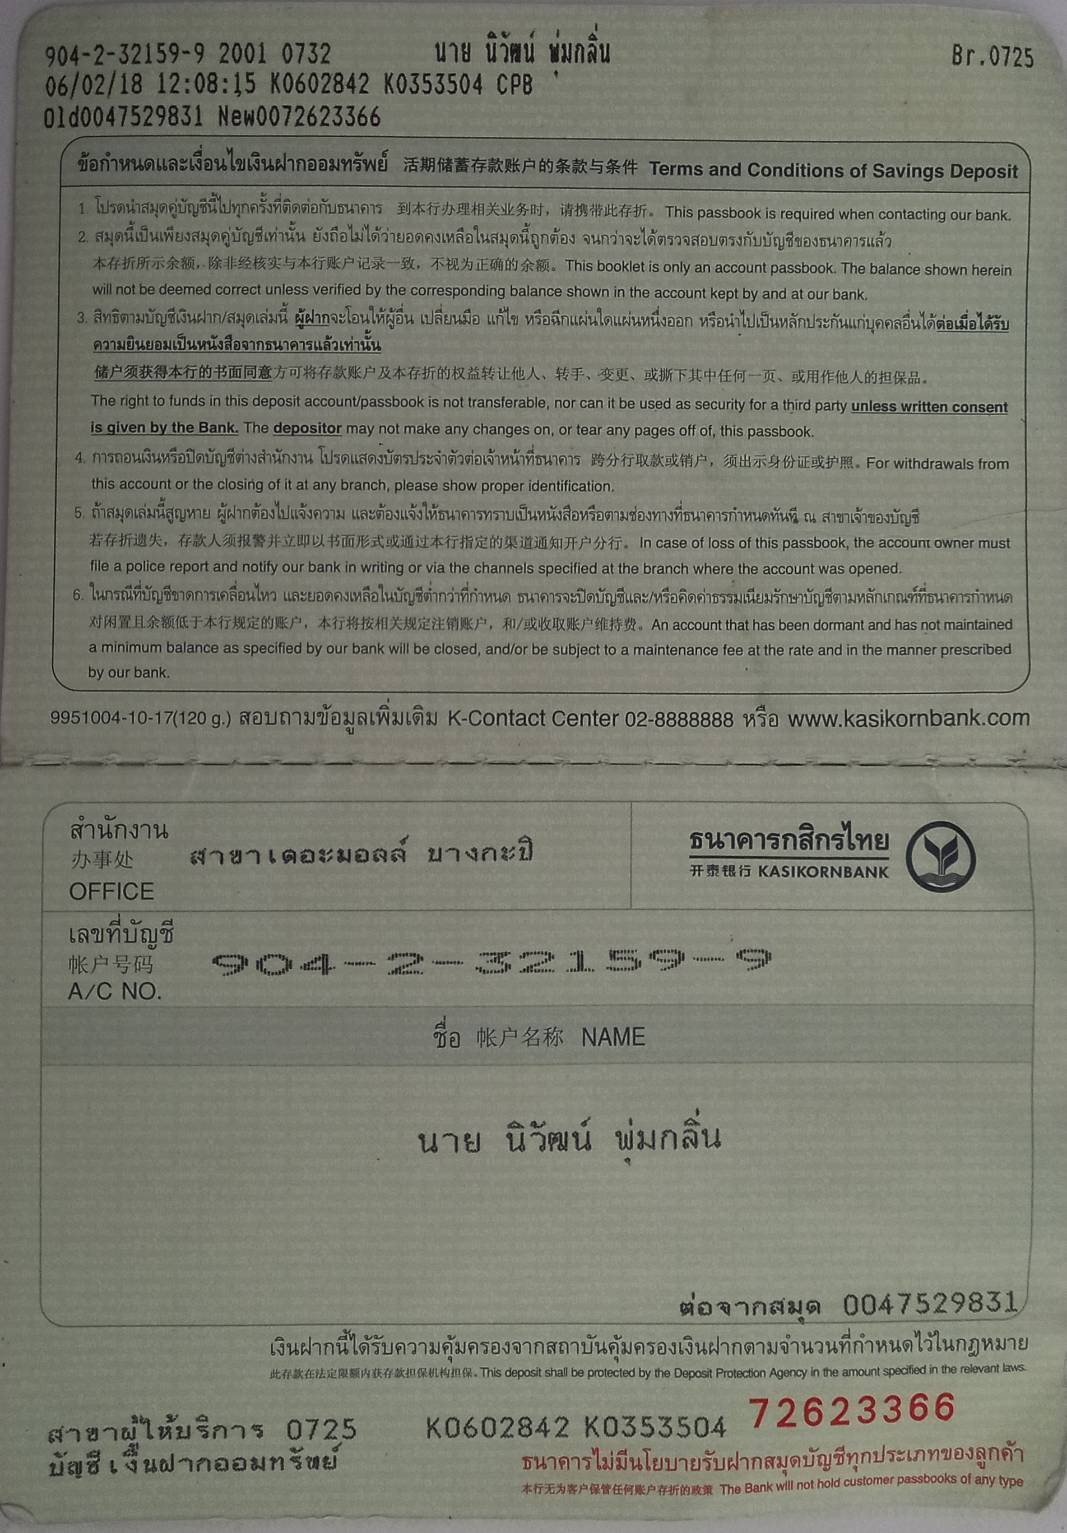 904-2-32159-9 2001 0732 นาย นิวัฒน์ พุ่มกลิ่น Br.0725
06/02/18 12:08:15 K0602842 K0353504 CPB
Old0047529831 New0072623366
ข้อกำหนดและเงื่อนไขเงินฝากออมทรัพย์ 活期储蓄存款账户的条款与条件 Terms and Conditions of Savings Deposit
1. โปรดนำสมุดคู่บัญชีนี้ไปทุกครั้งที่ติดต่อกับธนาคาร 到本行办理相关业务时，请携带此存折。This passbook is required when contacting our bank.
2. สมุดนี้เป็นเพียงสมุดคู่บัญชีเท่านั้น ยังถือไม่ได้ว่ายอดคงเหลือในสมุดนี้ถูกต้อง จนกว่าจะได้ตรวจสอบตรงกับบัญชีของธนาคารแล้ว
本存折所示余额，除非经核实与本行账户记录一致，不视为正确的余额。This booklet is only an account passbook. The balance shown herein
will not be deemed correct unless verified by the corresponding balance shown in the account kept by and at our bank.
3. สิทธิตามบัญชีเงินฝาก/สมุดเล่มนี้ ผู้ฝากจะโอนให้ผู้อื่น เปลี่ยนมือ แก้ไข หรือฉีกแผ่นใดแผ่นหนึ่งออก หรือนำไปเป็นหลักประกันแก่บุคคลอื่นได้ต่อเมื่อได้รับ
ความยินยอมเป็นหนังสือจากธนาคารแล้วเท่านั้น
储户须获得本行的书面同意方可将存款账户及本存折的权益转让他人、转手、变更、或撕下其中任何一页、或用作他人的担保品。
The right to funds in this deposit account/passbook is not transferable, nor can it be used as security for a third party unless written consent
is given by the Bank. The depositor may not make any changes on, or tear any pages off of, this passbook.
4. การถอนเงินหรือปิดบัญชีต่างสำนักงาน โปรดแสดงบัตรประจำตัวต่อเจ้าหน้าที่ธนาคาร 跨分行取款或销户，须出示身份证或护照。For withdrawals from
this account or the closing of it at any branch, please show proper identification.
5. ถ้าสมุดเล่มนี้สูญหาย ผู้ฝากต้องไปแจ้งความ และต้องแจ้งให้ธนาคารทราบเป็นหนังสือหรือตามช่องทางที่ธนาคารกำหนดทันที ณ สาขาเจ้าของบัญชี
若存折遗失，存款人须报警并立即以书面形式或通过本行指定的渠道通知开户分行。In case of loss of this passbook, the account owner must
file a police report and notify our bank in writing or via the channels specified at the branch where the account was opened.
6. ในกรณีที่บัญชีขาดการเคลื่อนไหว และยอดคงเหลือในบัญชีต่ำกว่าที่กำหนด ธนาคารจะปิดบัญชีและ/หรือคิดค่าธรรมเนียมรักษาบัญชีตามหลักเกณฑ์ที่ธนาคารกำหนด
对闲置且余额低于本行规定的账户，本行将按相关规定注销账户，和/或收取账户维持费。An account that has been dormant and has not maintained
a minimum balance as specified by our bank will be closed, and/or be subject to a maintenance fee at the rate and in the manner prescribed
by our bank.
9951004-10-17(120 g.) สอบถามข้อมูลเพิ่มเติม K-Contact Center 02-8888888 หรือ www.kasikornbank.com
สำนักงาน
办事处 สาขาเดอะมอลล์ บางกะปิ
OFFICE
ธนาคารกสิกรไทย
开泰银行 KASIKORNBANK
เลขที่บัญชี
帐户号码 904-2-32159-9
A/C NO.
ชื่อ 帐户名称 NAME
นาย นิวัฒน์ พุ่มกลิ่น
ต่อจากสมุด 0047529831
เงินฝากนี้ได้รับความคุ้มครองจากสถาบันคุ้มครองเงินฝากตามจำนวนที่กำหนดไว้ในกฎหมาย
此存款在法定限额内获存款担保机构担保。This deposit shall be protected by the Deposit Protection Agency in the amount specified in the relevant laws.
สาขาผู้ให้บริการ 0725 K0602842 K0353504 72623366
บัญชีเงินฝากออมทรัพย์
ธนาคารไม่มีนโยบายรับฝากสมุดบัญชีทุกประเภทของลูกค้า
本行无为客户保管任何账户存折的政策 The Bank will not hold customer passbooks of any type